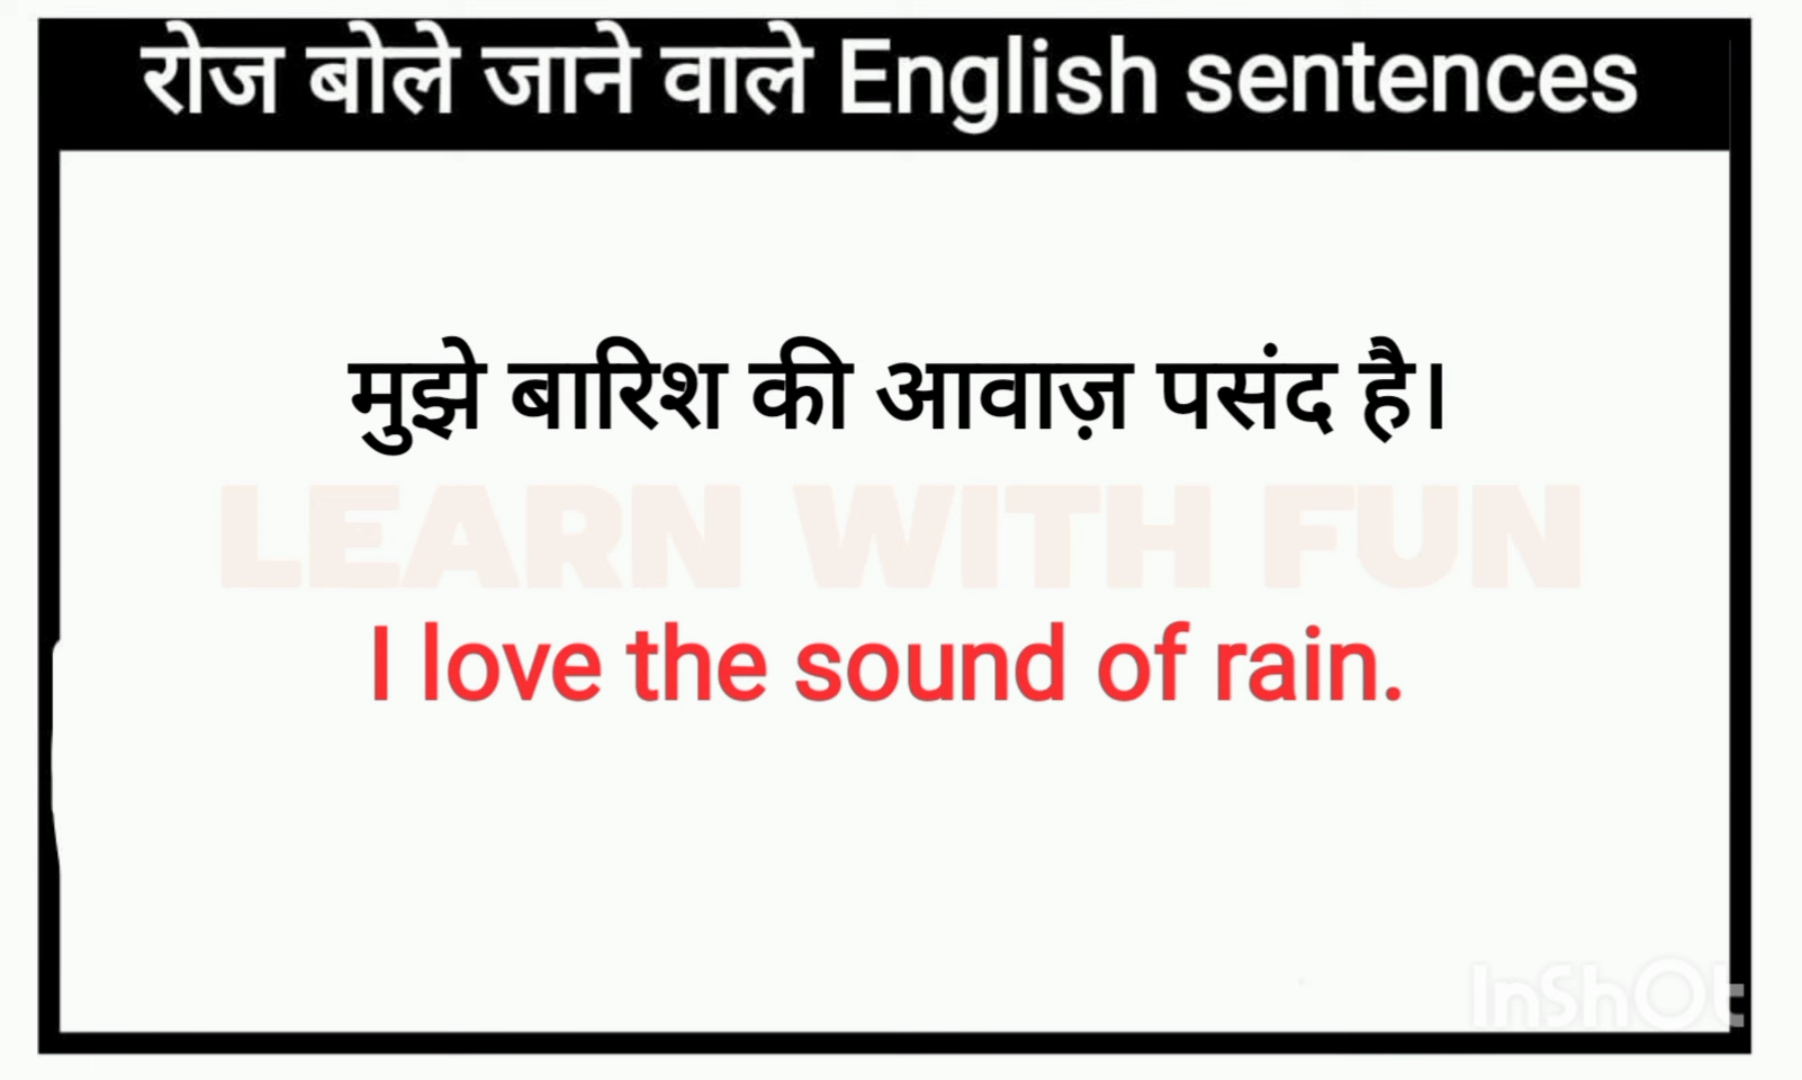 रोज बोले जाने वाले English sentences
मुझे बारिश की आवाज़ पसंद है।
LEARN WITH FUN
I love the sound of rain.
InShOt